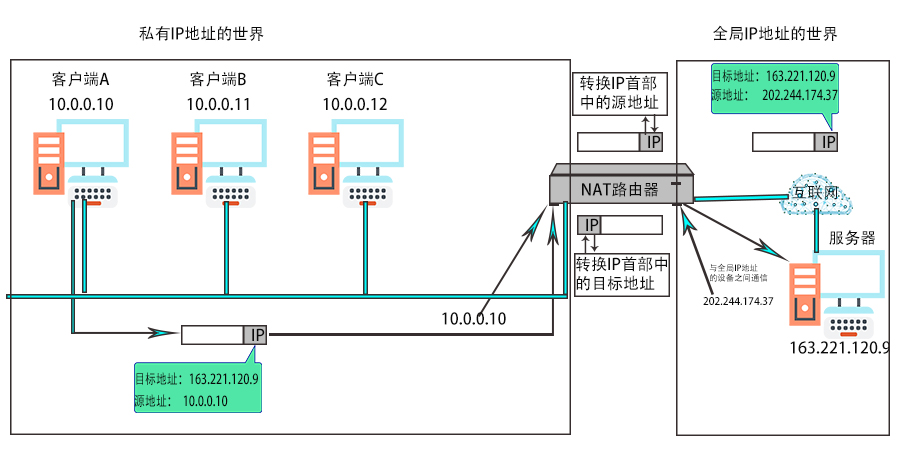 私有IP地址的世界
全局IP地址的世界
客户端A
10.0.0.10
客户端B
10.0.0.11
客户端C
10.0.0.12
转换IP首部
中的源地址
IP
目标地址：163.221.120.9
源地址： 202.244.174.37
IP
NAT路由器
互联网
IP
转换IP首部中
的目标地址
服务器
与全局IP地址
的设备之间通信
202.244.174.37
163.221.120.9
10.0.0.10
IP
目标地址：163.221.120.9
源地址： 10.0.0.10